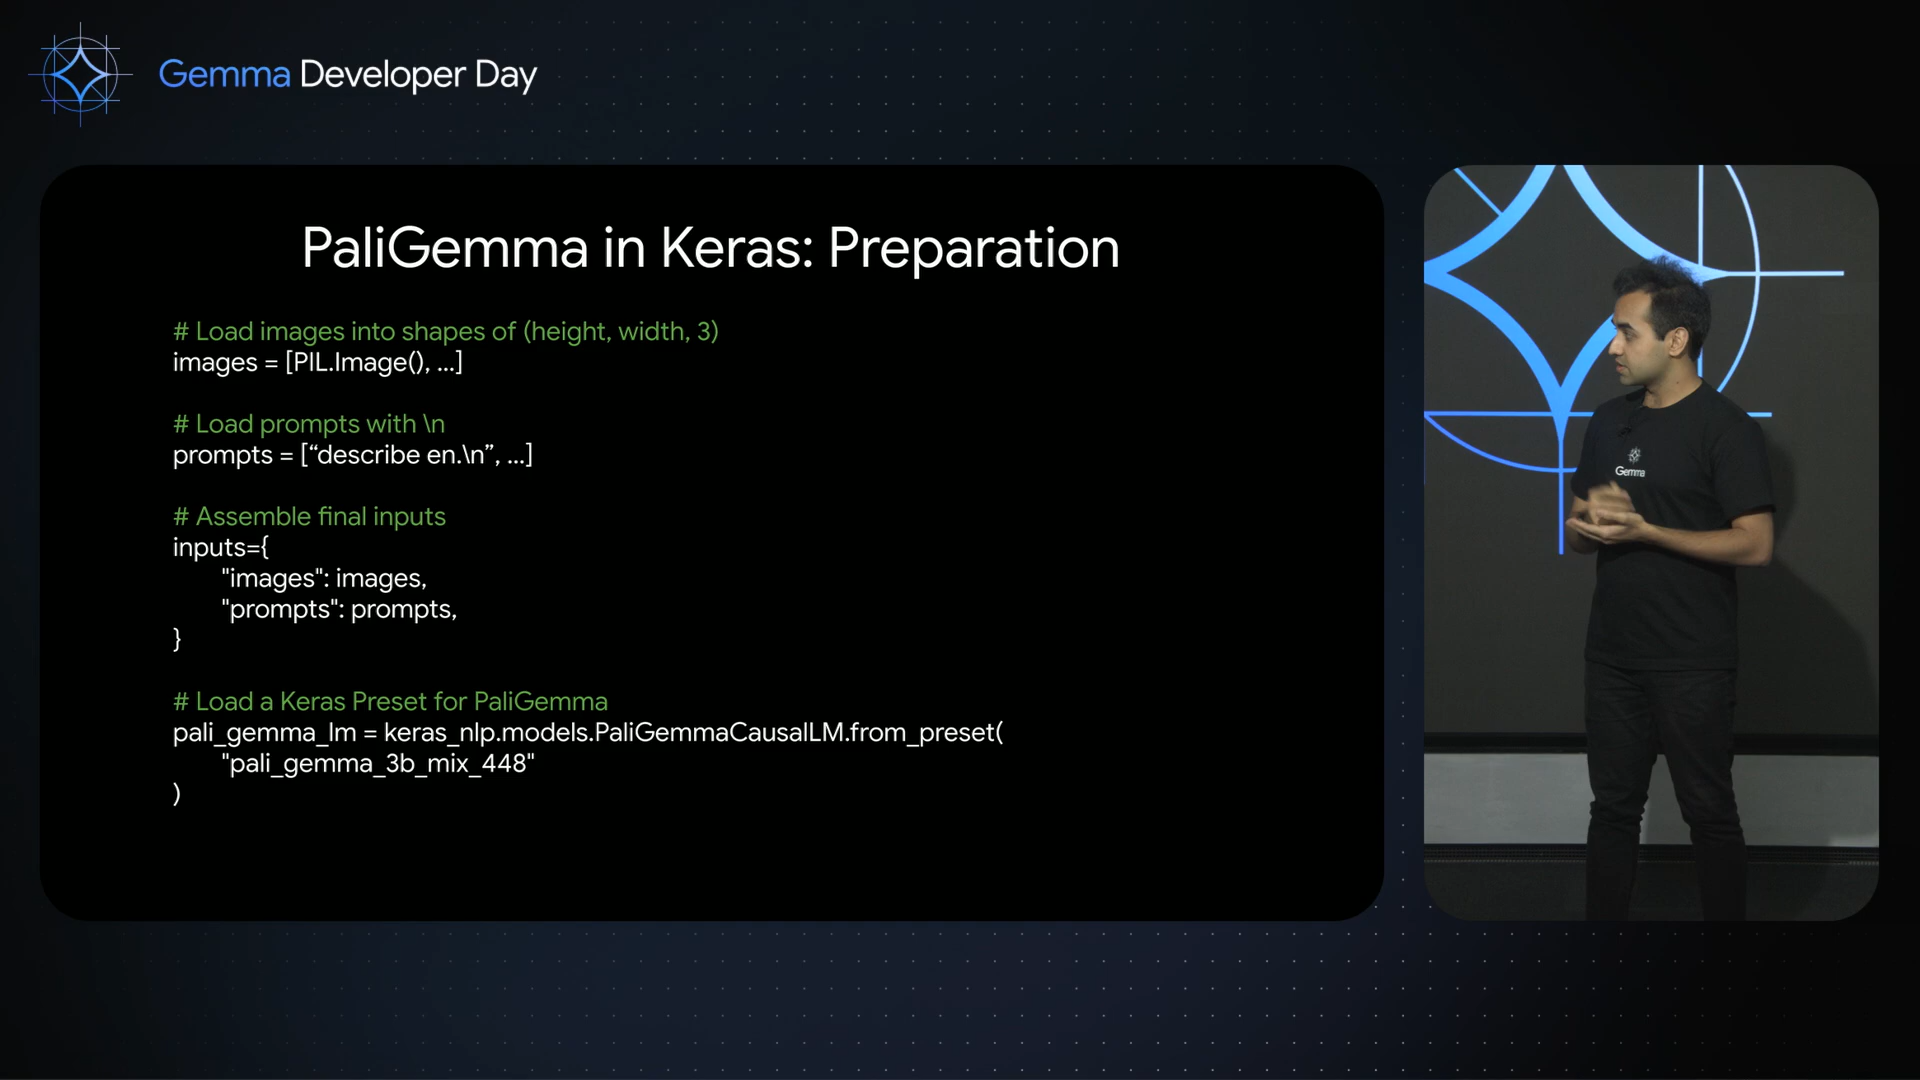 Gemma Developer Day
PaliGemma in Keras: Preparation
# Load images into shapes of (height, width, 3)
images = [PIL.Image(), ...]
# Load prompts with \n
prompts = [“describe en.\n”, ...]
# Assemble final inputs
inputs={
"images": images,
"prompts": prompts,
}
# Load a Keras Preset for PaliGemma
pali_gemma_lm = keras_nlp.models.PaliGemmaCausalLM.from_preset(
"pali_gemma_3b_mix_448"
)
Gemma